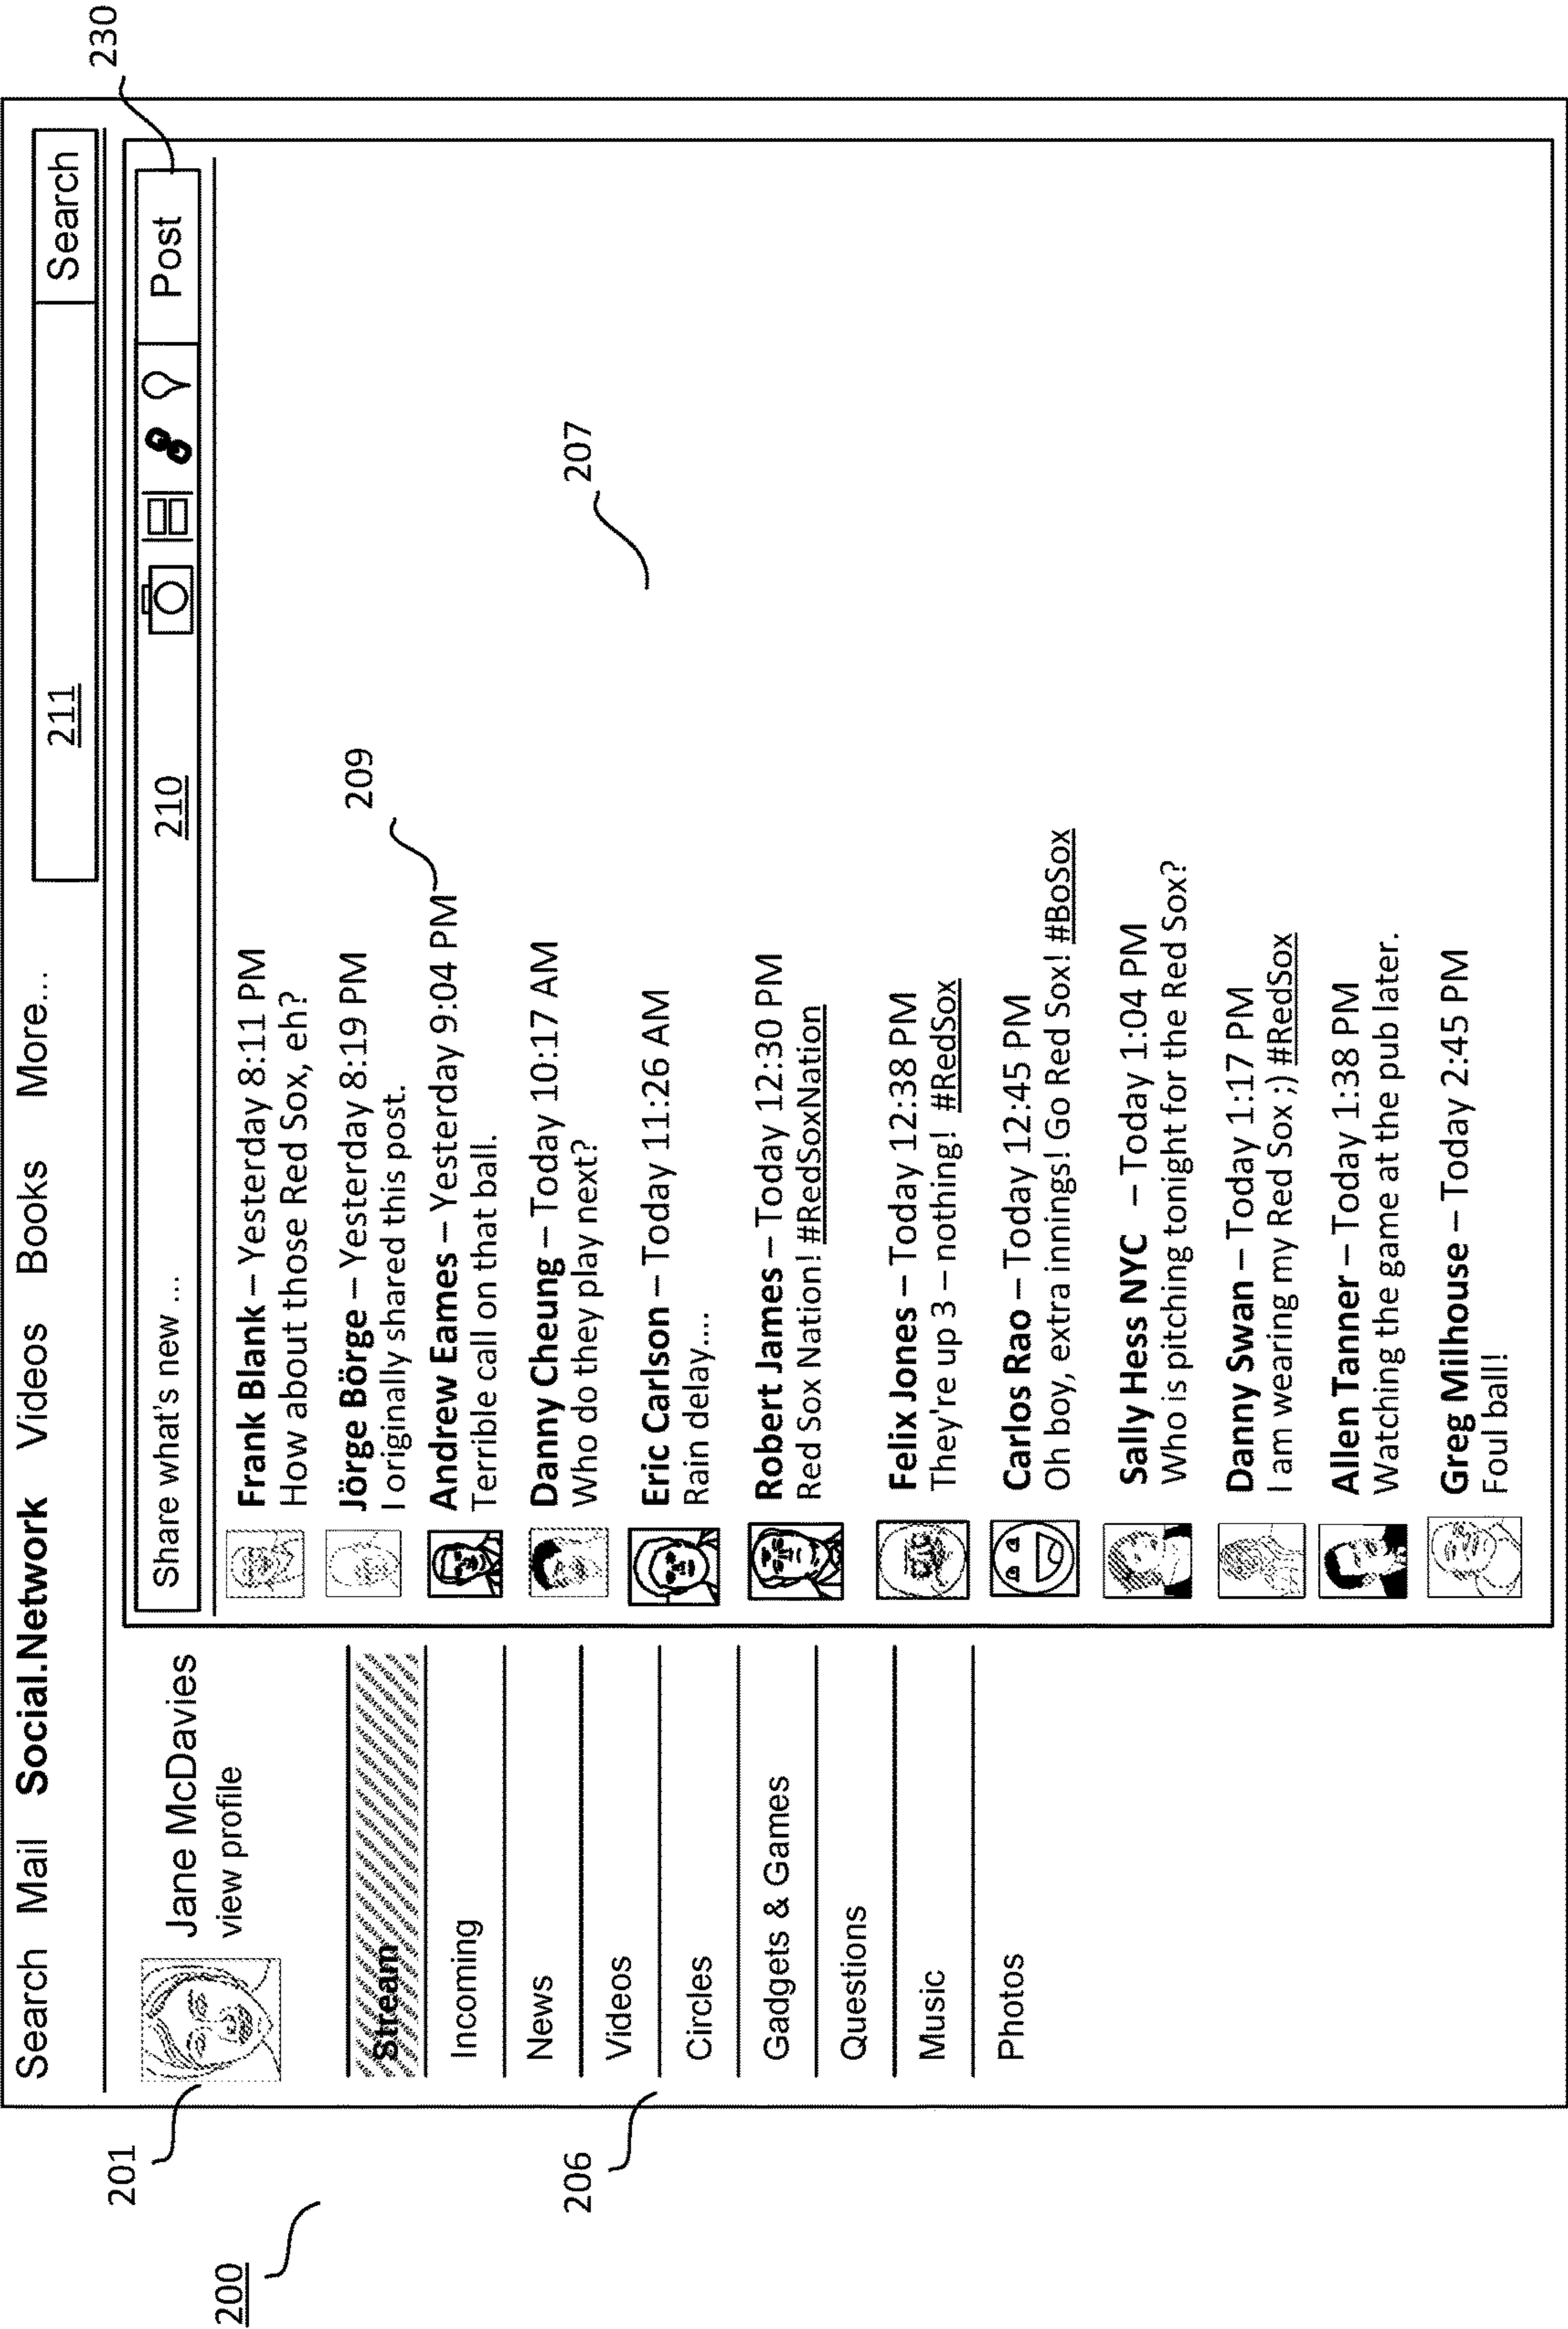 230
Search Mail Social.Network Videos Books More...
211 Search
201
Jane McDavies
view profile
200
Share what's new ... 210 Post
Stream
Incoming
News
Videos
Circles
Gadgets & Games
Questions
Music
Photos
206
209
207
Frank Blank – Yesterday 8:11 PM
How about those Red Sox, eh?
Jörge Börge – Yesterday 8:19 PM
I originally shared this post.
Andrew Eames – Yesterday 9:04 PM
Terrible call on that ball.
Danny Cheung – Today 10:17 AM
Who do they play next?
Eric Carlson – Today 11:26 AM
Rain delay....
Robert James – Today 12:30 PM
Red Sox Nation! #RedSoxNation
Felix Jones – Today 12:38 PM
They're up 3 – nothing! #RedSox
Carlos Rao – Today 12:45 PM
Oh boy, extra innings! Go Red Sox! #BoSox
Sally Hess NYC – Today 1:04 PM
Who is pitching tonight for the Red Sox?
Danny Swan – Today 1:17 PM
I am wearing my Red Sox ;) #RedSox
Allen Tanner – Today 1:38 PM
Watching the game at the pub later.
Greg Milhouse – Today 2:45 PM
Foul ball!